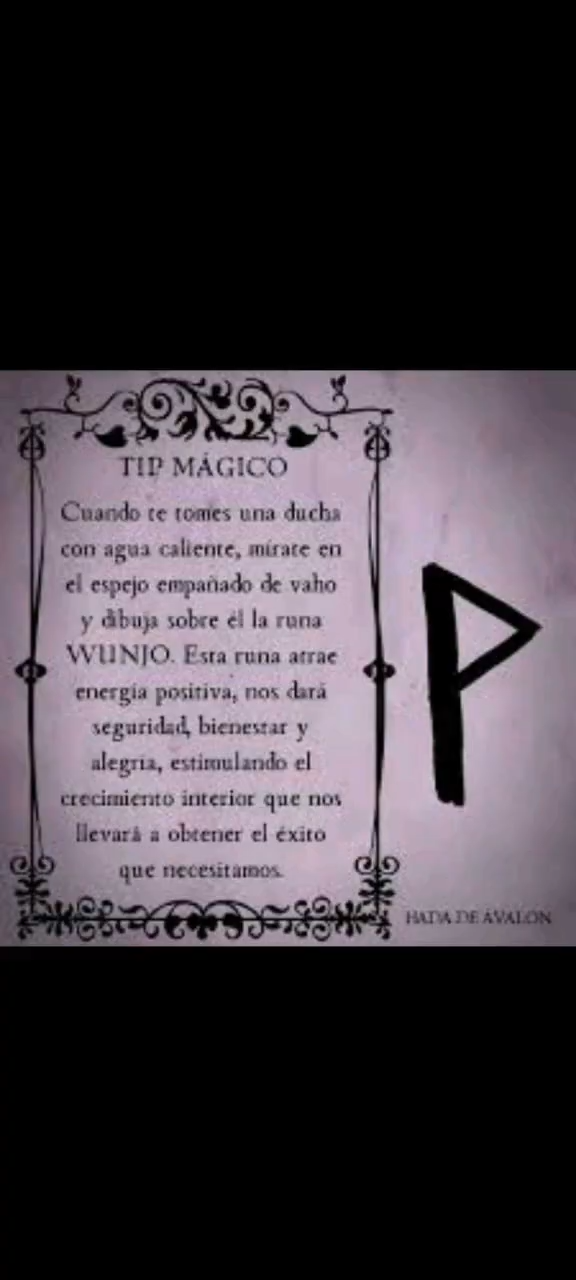 TIP MÁGICO
Cuando te tomes una ducha
con agua caliente, mírate en
el espejo empañado de vaho
y dibuja sobre él la runa
WUNJO. Esta runa atrae
energía positiva, nos dará
seguridad, bienestar y
alegria, estimulando el
crecimiento interior que nos
llevará a obtener el éxito
que necesitamos.
HADA DE ÁVALON